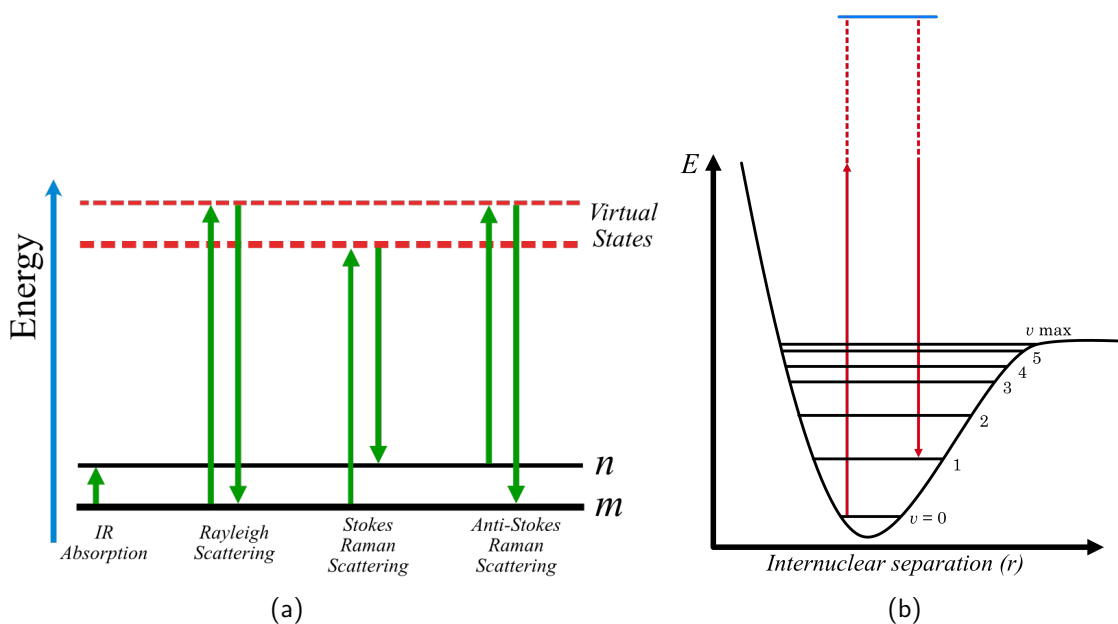 Energy
Virtual
States
n
m
IR
Absorption
Rayleigh
Scattering
Stokes
Raman
Scattering
Anti-Stokes
Raman
Scattering
(a)
E
υ max
5
4
3
2
1
υ = 0
Internuclear separation (r)
(b)